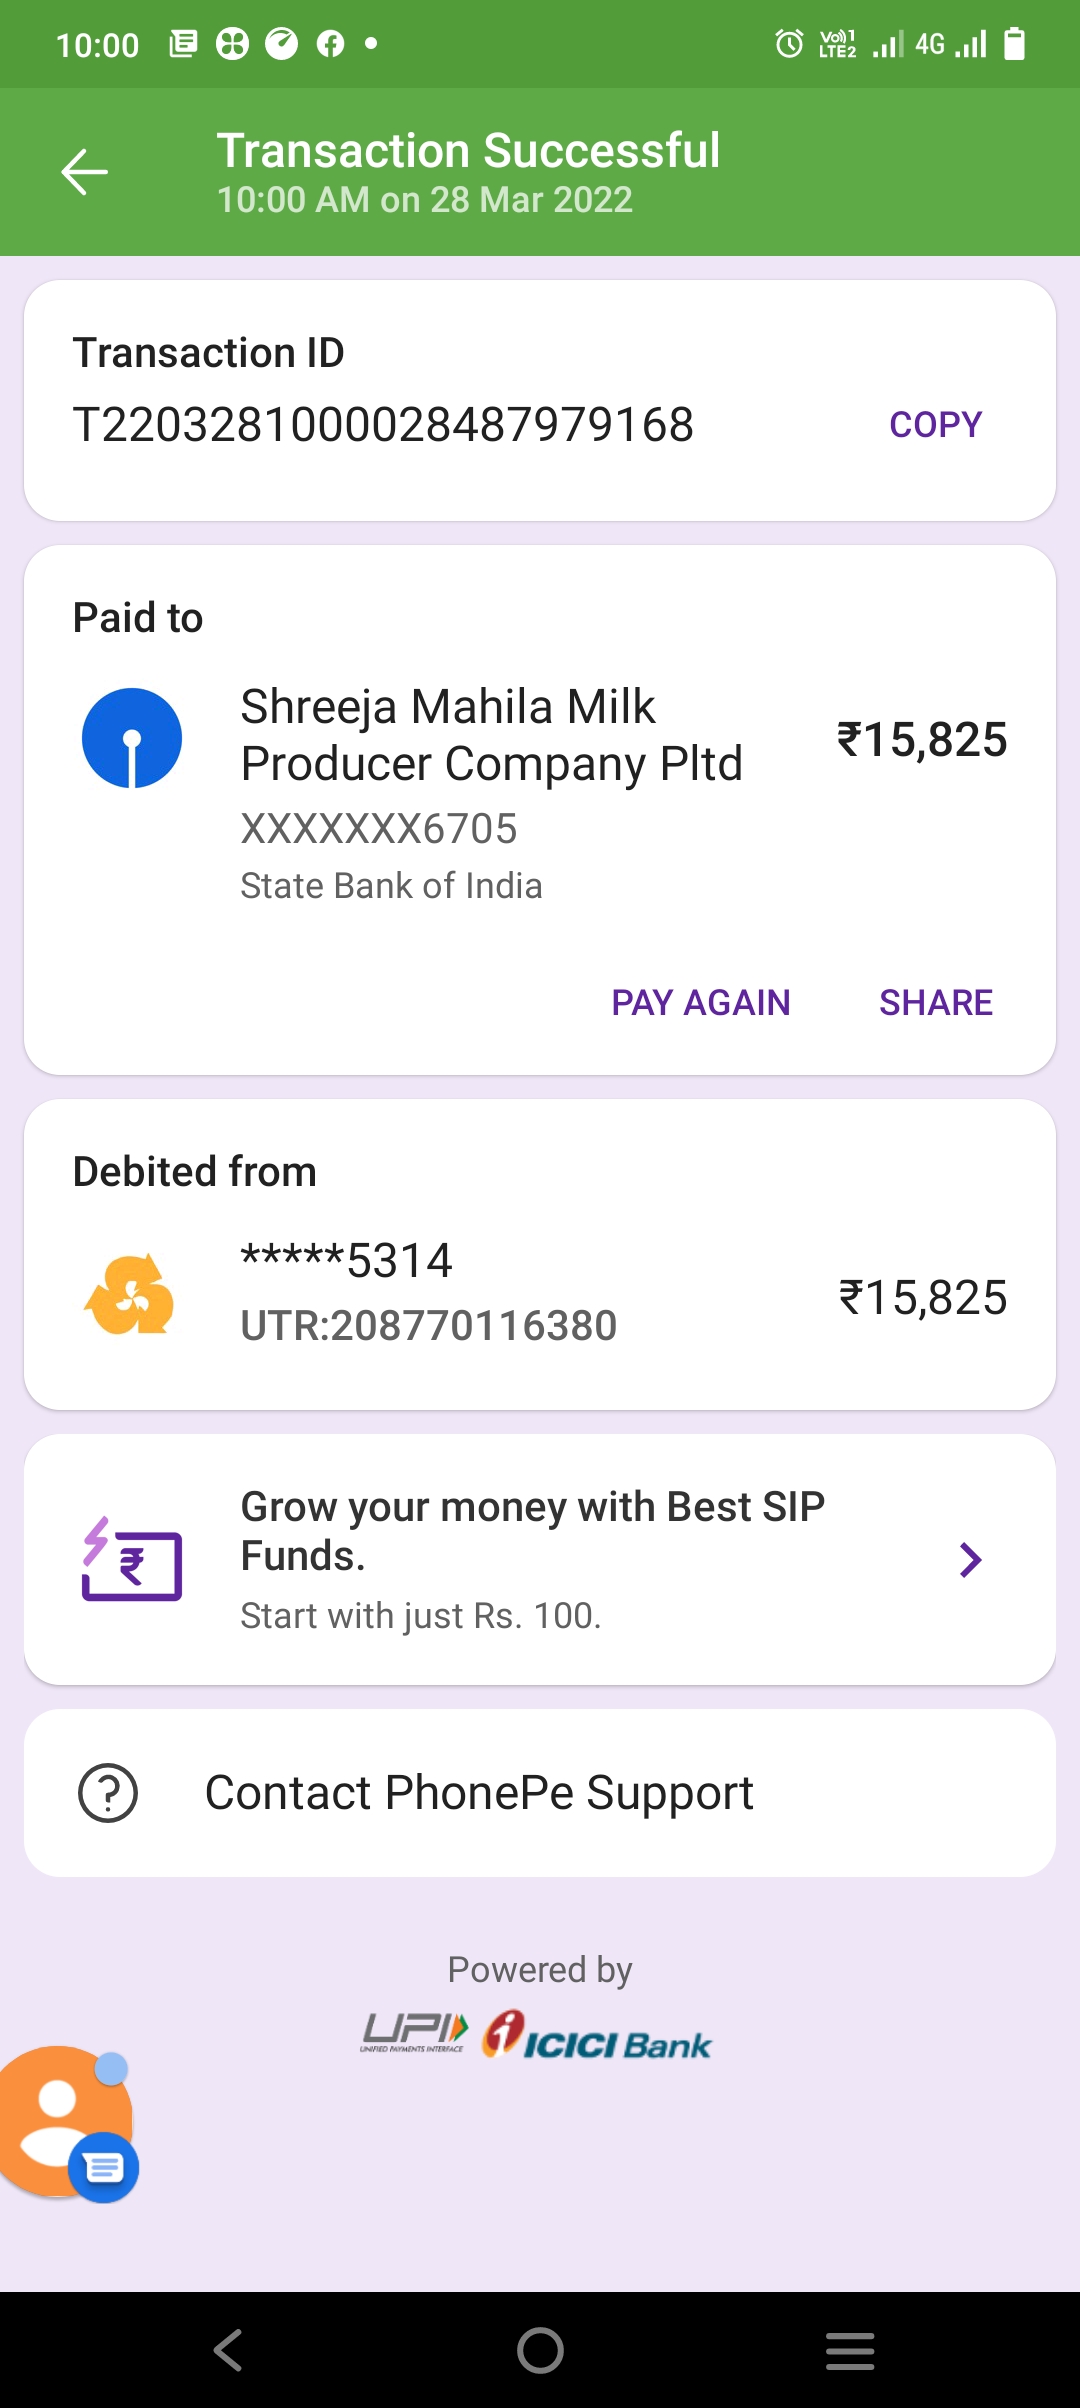 10:00
Vo)) 1
LTE2
4G
Transaction Successful
10:00 AM on 28 Mar 2022
Transaction ID
T2203281000028487979168
COPY
Paid to
Shreeja Mahila Milk
Producer Company Pltd
₹15,825
XXXXXXX6705
State Bank of India
PAY AGAIN
SHARE
Debited from
*****5314
₹15,825
UTR:208770116380
Grow your money with Best SIP
Funds.
Start with just Rs. 100.
Contact PhonePe Support
Powered by
UPI
UNIFIED PAYMENTS INTERFACE
ICICI Bank